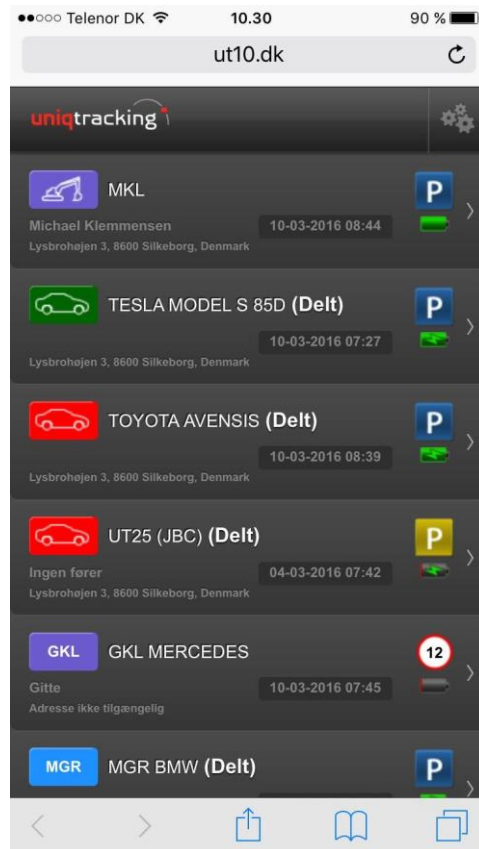 Telenor DK 10.30 90 %
ut10.dk
uniqtracking
MKL P
Michael Klemmensen 10-03-2016 08:44
Lysbrohøjen 3, 8600 Silkeborg, Denmark
TESLA MODEL S 85D (Delt) P
10-03-2016 07:27
Lysbrohøjen 3, 8600 Silkeborg, Denmark
TOYOTA AVENSIS (Delt) P
10-03-2016 08:39
Lysbrohøjen 3, 8600 Silkeborg, Denmark
UT25 (JBC) (Delt) P
Ingen fører 04-03-2016 07:42
Lysbrohøjen 3, 8600 Silkeborg, Denmark
GKL GKL MERCEDES 12
Gitte 10-03-2016 07:45
Adresse ikke tilgængelig
MGR MGR BMW (Delt) P